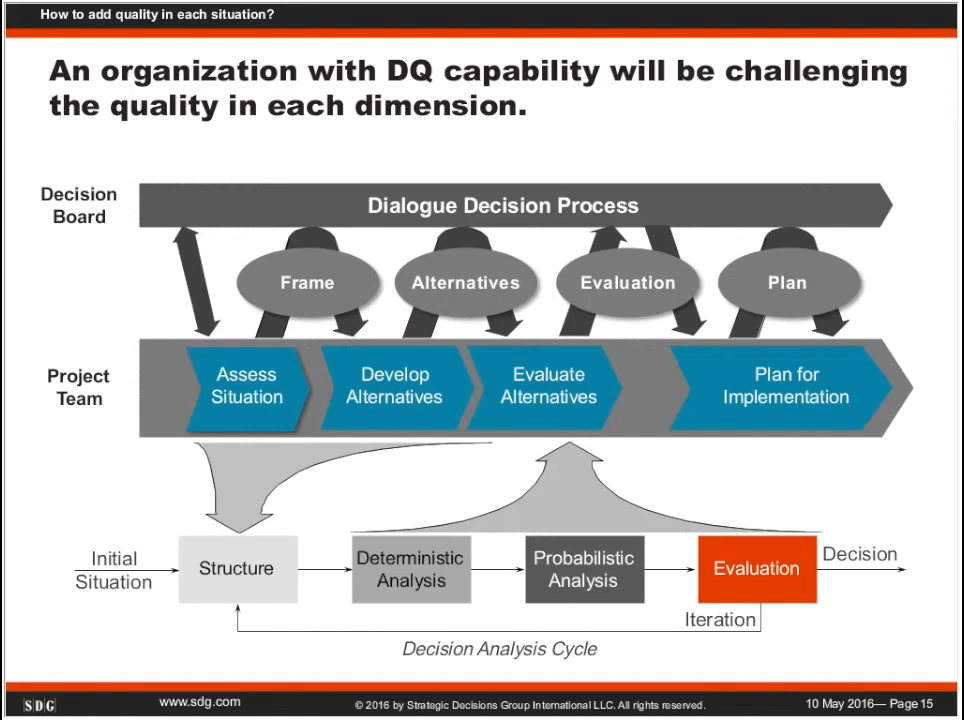 How to add quality in each situation?
An organization with DQ capability will be challenging
the quality in each dimension.
Decision
Board
Dialogue Decision Process
Frame
Alternatives
Evaluation
Plan
Project
Team
Assess
Situation
Develop
Alternatives
Evaluate
Alternatives
Plan for
Implementation
Initial
Situation
Structure
Deterministic
Analysis
Probabilistic
Analysis
Evaluation
Decision
Iteration
Decision Analysis Cycle
SDG
www.sdg.com
© 2016 by Strategic Decisions Group International LLC. All rights reserved.
10 May 2016— Page 15